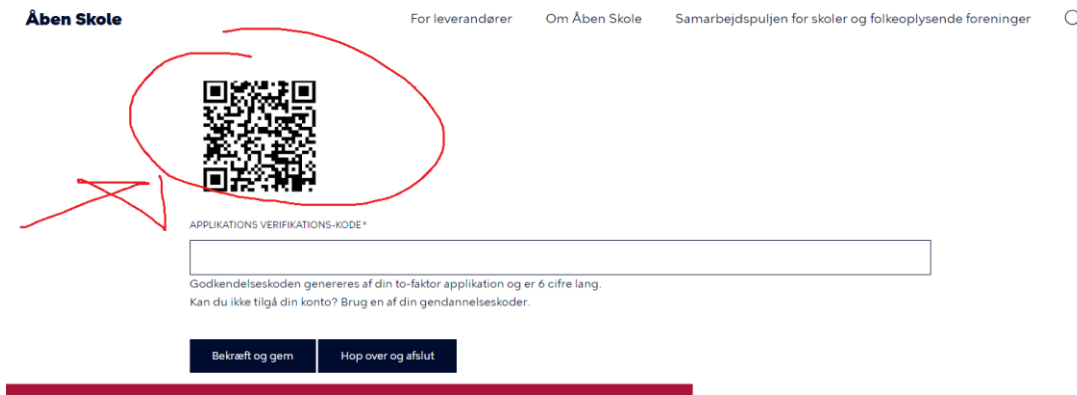 Åben Skole
For leverandører Om Åben Skole Samarbejdspuljen for skoler og folkeoplysende foreninger
APPLIKATIONS VERIFIKATIONS-KODE*
Godkendelseskoden genereres af din to-faktor applikation og er 6 cifre lang.
Kan du ikke tilgå din konto? Brug en af din gendannelseskoder.
Bekræft og gem Hop over og afslut